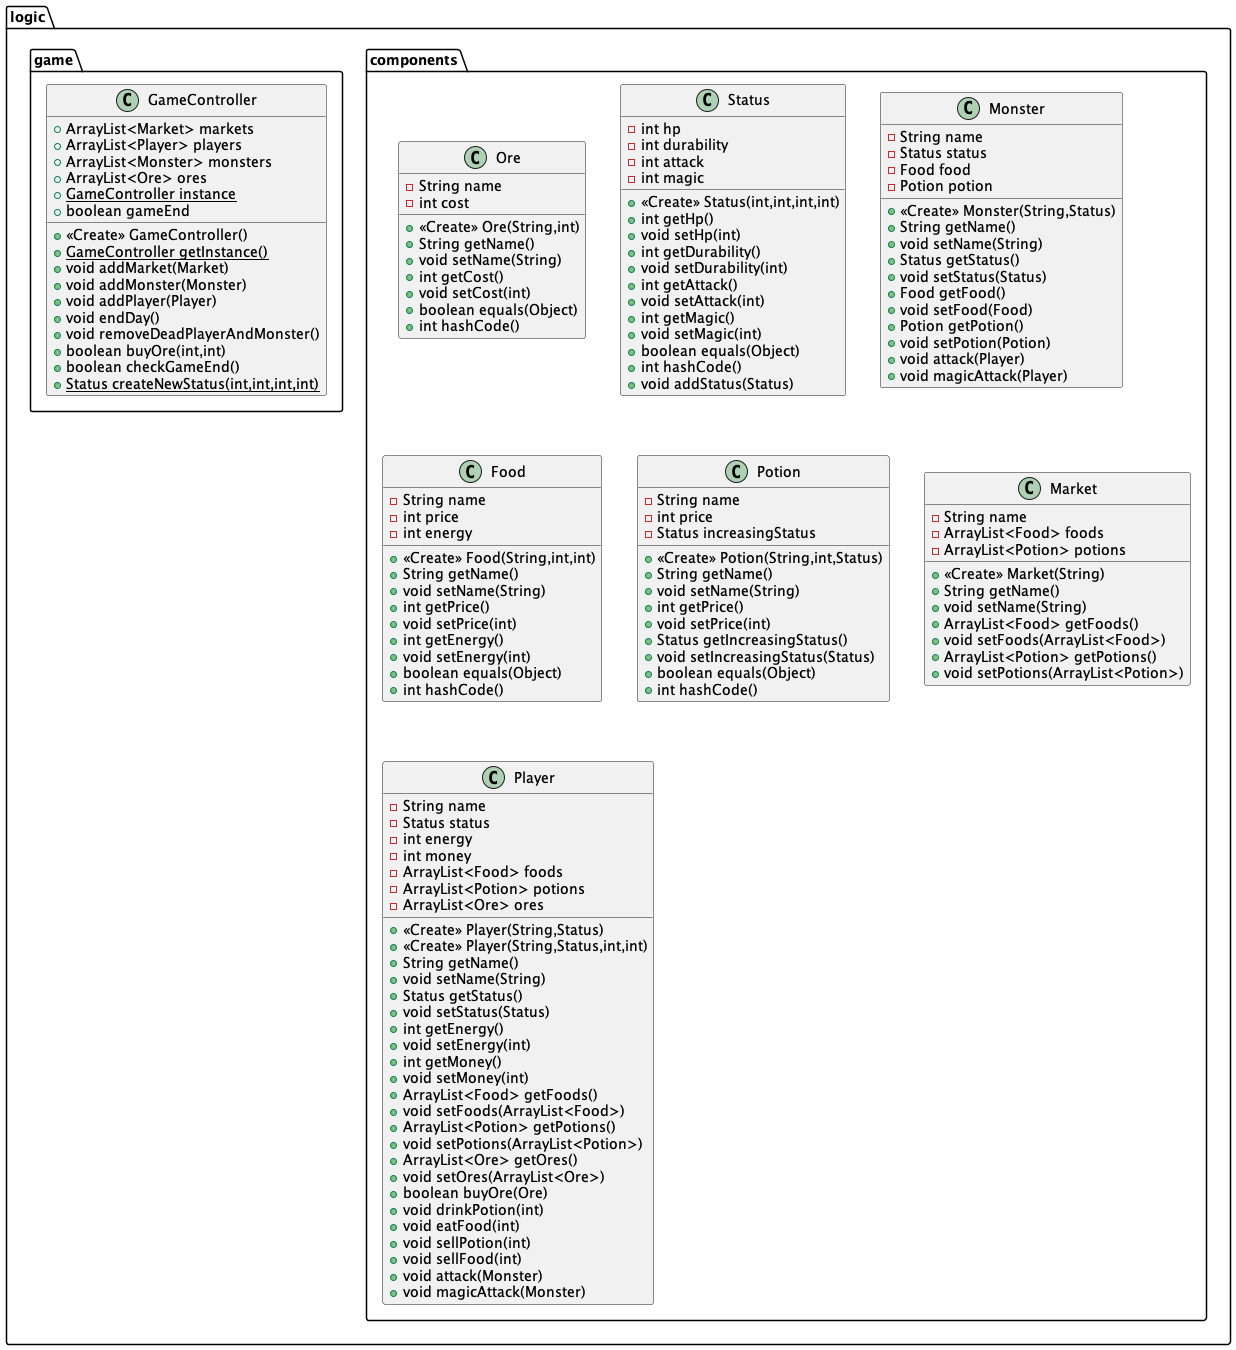 logic
game
GameController
ArrayList<Market> markets
ArrayList<Player> players
ArrayList<Monster> monsters
ArrayList<Ore> ores
GameController instance
boolean gameEnd
«Create» GameController()
GameController getInstance()
void addMarket(Market)
void addMonster(Monster)
void addPlayer(Player)
void endDay()
void removeDeadPlayerAndMonster()
boolean buyOre(int,int)
boolean checkGameEnd()
Status createNewStatus(int,int,int,int)
components
Ore
String name
int cost
«Create» Ore(String,int)
String getName()
void setName(String)
int getCost()
void setCost(int)
boolean equals(Object)
int hashCode()
Status
int hp
int durability
int attack
int magic
«Create» Status(int,int,int,int)
int getHp()
void setHp(int)
int getDurability()
void setDurability(int)
int getAttack()
void setAttack(int)
int getMagic()
void setMagic(int)
boolean equals(Object)
int hashCode()
void addStatus(Status)
Monster
String name
Status status
Food food
Potion potion
«Create» Monster(String,Status)
String getName()
void setName(String)
Status getStatus()
void setStatus(Status)
Food getFood()
void setFood(Food)
Potion getPotion()
void setPotion(Potion)
void attack(Player)
void magicAttack(Player)
Food
String name
int price
int energy
«Create» Food(String,int,int)
String getName()
void setName(String)
int getPrice()
void setPrice(int)
int getEnergy()
void setEnergy(int)
boolean equals(Object)
int hashCode()
Potion
String name
int price
Status increasingStatus
«Create» Potion(String,int,Status)
String getName()
void setName(String)
int getPrice()
void setPrice(int)
Status getIncreasingStatus()
void setIncreasingStatus(Status)
boolean equals(Object)
int hashCode()
Market
String name
ArrayList<Food> foods
ArrayList<Potion> potions
«Create» Market(String)
String getName()
void setName(String)
ArrayList<Food> getFoods()
void setFoods(ArrayList<Food>)
ArrayList<Potion> getPotions()
void setPotions(ArrayList<Potion>)
Player
String name
Status status
int energy
int money
ArrayList<Food> foods
ArrayList<Potion> potions
ArrayList<Ore> ores
«Create» Player(String,Status)
«Create» Player(String,Status,int,int)
String getName()
void setName(String)
Status getStatus()
void setStatus(Status)
int getEnergy()
void setEnergy(int)
int getMoney()
void setMoney(int)
ArrayList<Food> getFoods()
void setFoods(ArrayList<Food>)
ArrayList<Potion> getPotions()
void setPotions(ArrayList<Potion>)
ArrayList<Ore> getOres()
void setOres(ArrayList<Ore>)
boolean buyOre(Ore)
void drinkPotion(int)
void eatFood(int)
void sellPotion(int)
void sellFood(int)
void attack(Monster)
void magicAttack(Monster)